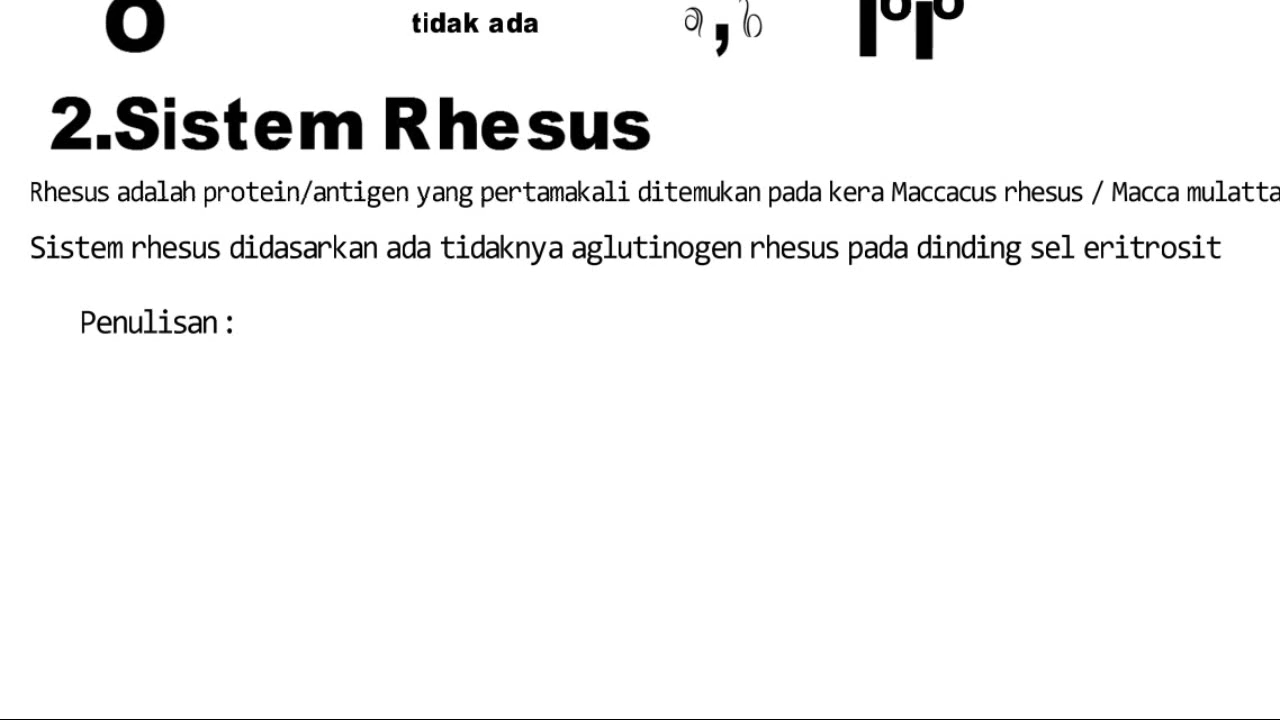 O tidak ada a , b IºIº
2.Sistem Rhesus
Rhesus adalah protein/antigen yang pertamakali ditemukan pada kera Maccacus rhesus / Macca mulatta
Sistem rhesus didasarkan ada tidaknya aglutinogen rhesus pada dinding sel eritrosit
Penulisan :